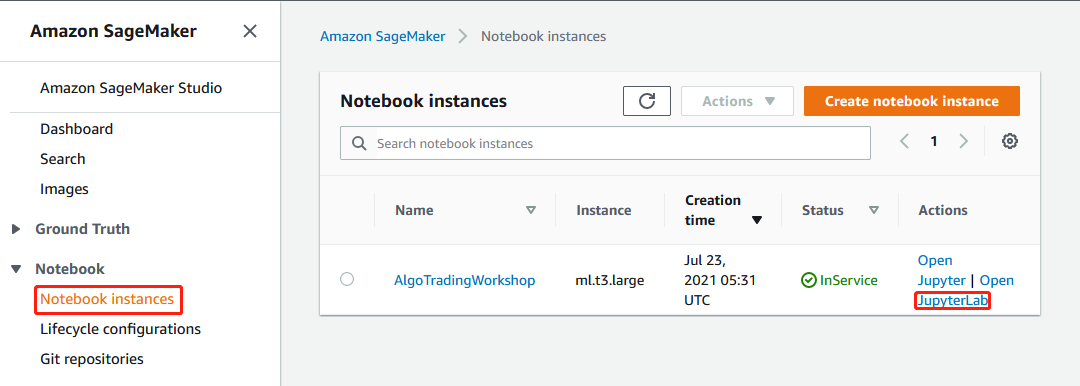 Amazon SageMaker
Amazon SageMaker Studio
Dashboard
Search
Images
Ground Truth
Notebook
Notebook instances
Lifecycle configurations
Git repositories
Amazon SageMaker > Notebook instances
Notebook instances
Actions
Create notebook instance
Search notebook instances
1
Name
Instance
Creation
time
Status
Actions
AlgoTradingWorkshop
ml.t3.large
Jul 23,
2021 05:31
UTC
InService
Open
Jupyter | Open
JupyterLab